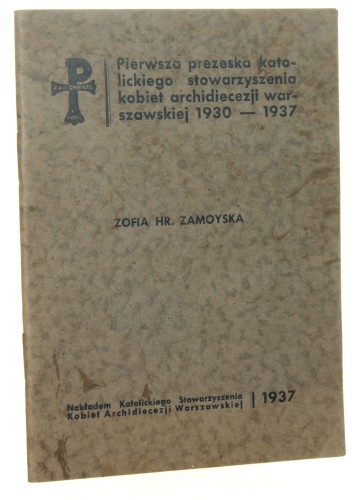 Pierwsza prezeska kato-
lickiego stowarzyszenia
kobiet archidiecezji war-
szawskiej 1930 — 1937
ZOFIA HR. ZAMOYSKA
Nakładem Katolickiego Stowarzyszenia
Kobiet Archidiecezji Warszawskiej
1937